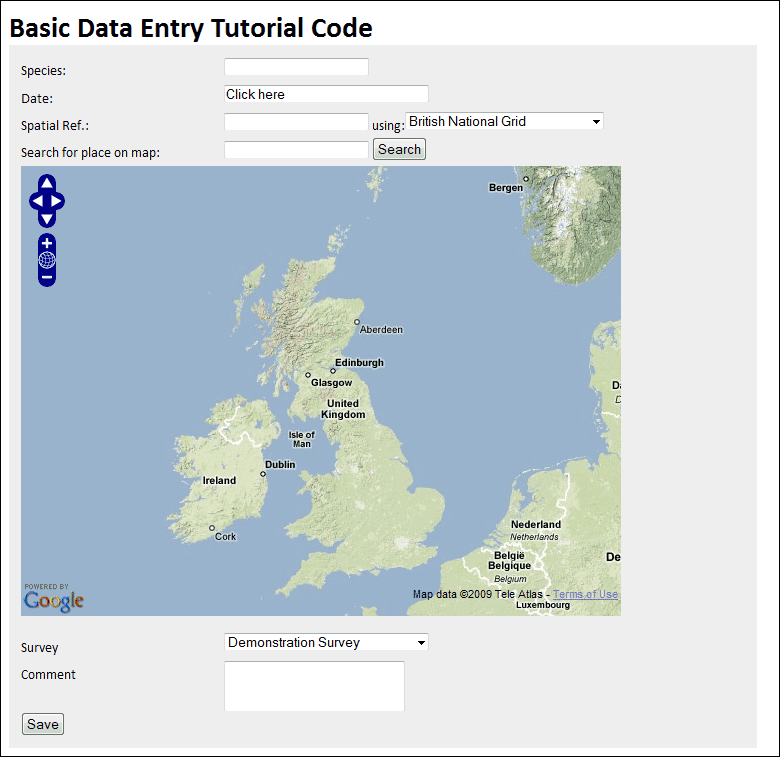 Basic Data Entry Tutorial Code
Species:
Date: Click here
Spatial Ref.: using: British National Grid
Search for place on map: Search
Bergen
Aberdeen
Edinburgh
Glasgow
United
Kingdom
Isle of
Man
Dublin
Ireland
Cork
Da
D
Nederland
Netherlands
België
Belgique
Belgium
De
POWERED BY
Google
Map data ©2009 Tele Atlas - Terms of Use
Luxembourg
Survey Demonstration Survey
Comment
Save